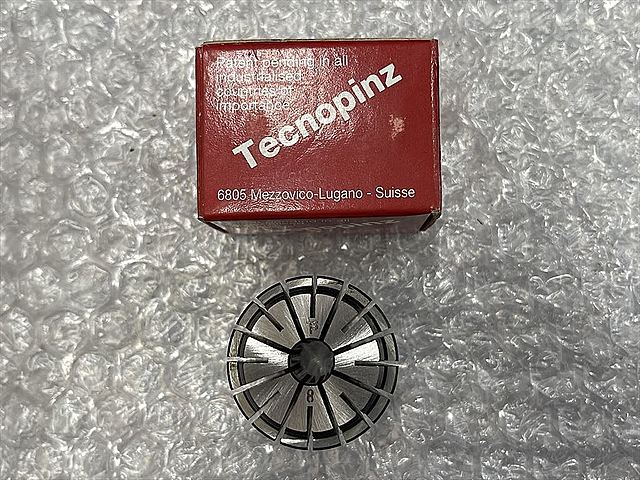 Patent pending in all
industrialised
countries of
importance
Tecnopinz
6805 Mezzovico-Lugano - Suisse
8